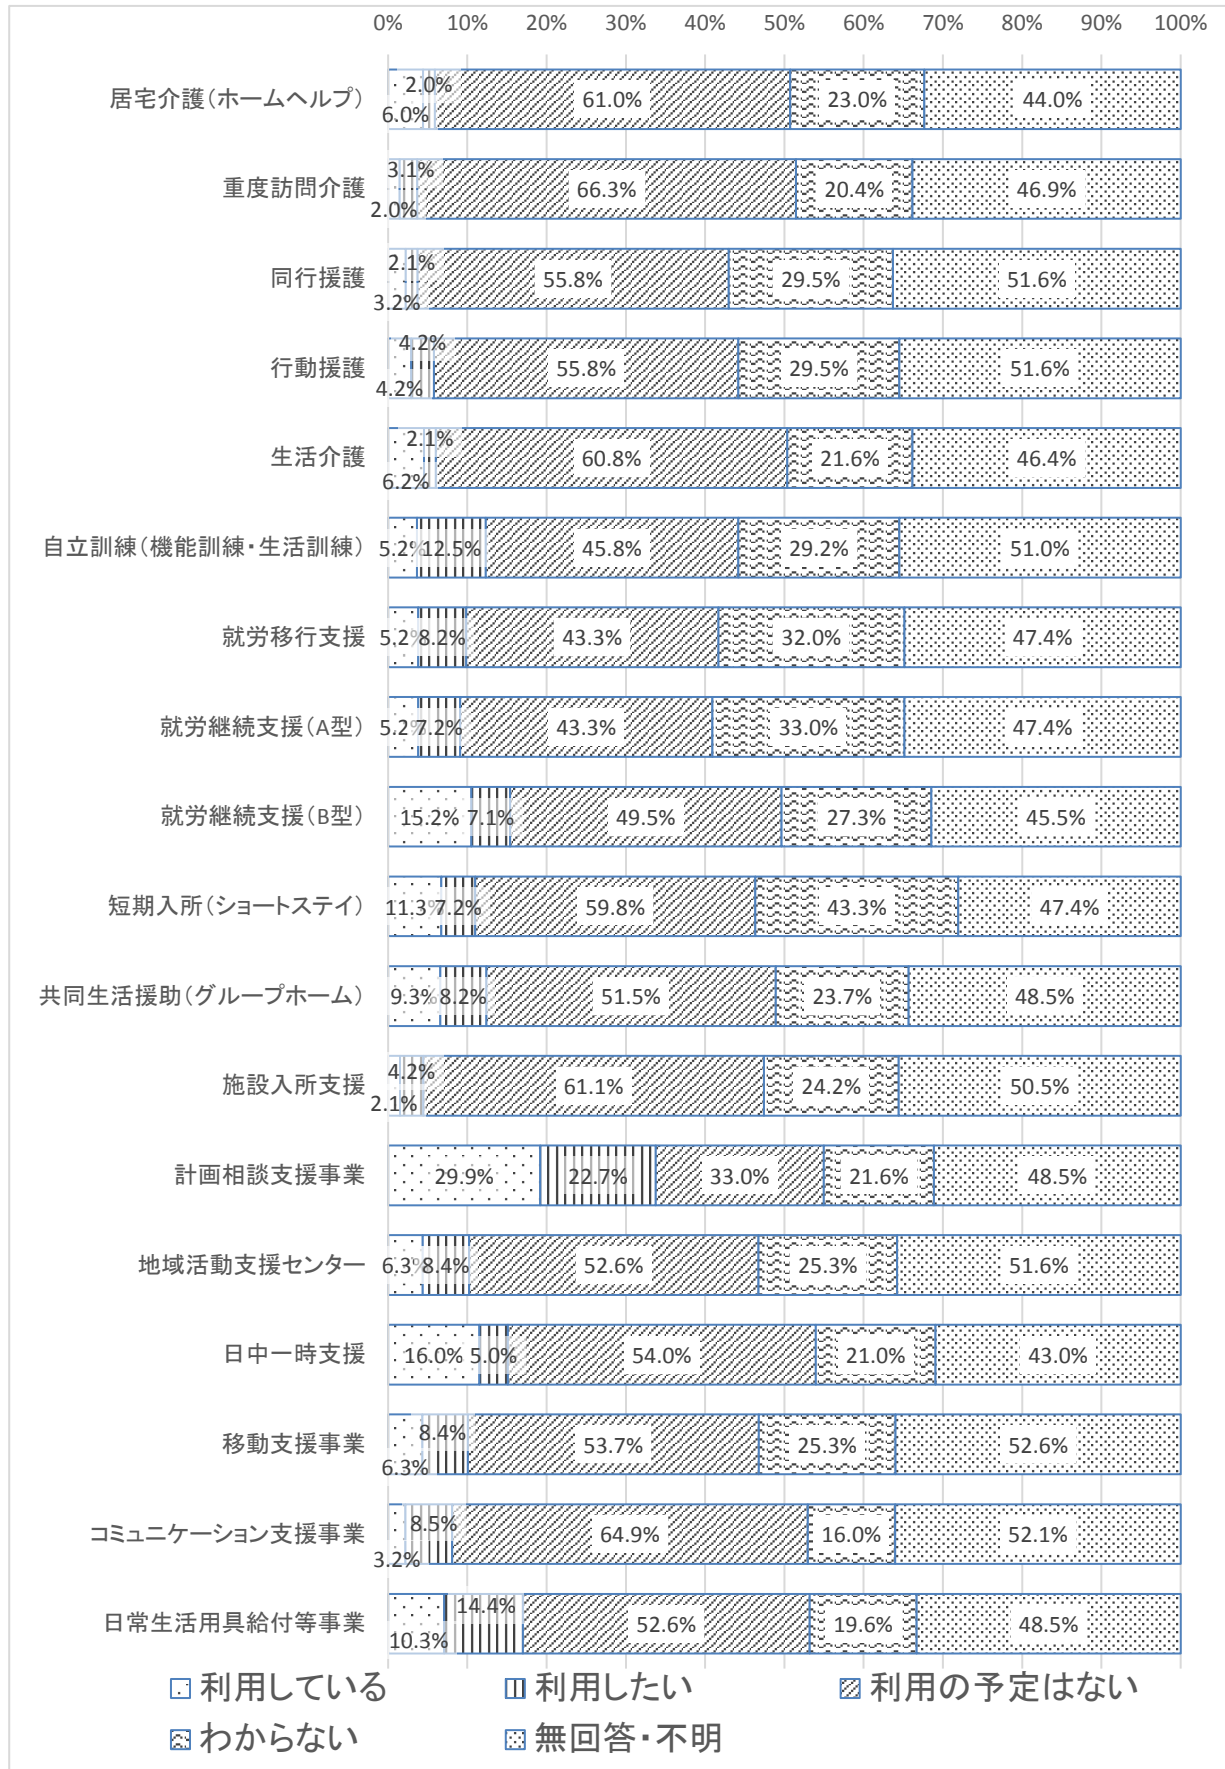 0% 10% 20% 30% 40% 50% 60% 70% 80% 90% 100%
居宅介護（ホームヘルプ） 6.0% 2.0% 61.0% 23.0% 44.0%
重度訪問介護 2.0% 3.1% 66.3% 20.4% 46.9%
同行援護 3.2% 2.1% 55.8% 29.5% 51.6%
行動援護 4.2% 4.2% 55.8% 29.5% 51.6%
生活介護 6.2% 2.1% 60.8% 21.6% 46.4%
自立訓練（機能訓練・生活訓練） 5.2% 12.5% 45.8% 29.2% 51.0%
就労移行支援 5.2% 8.2% 43.3% 32.0% 47.4%
就労継続支援（A型） 5.2% 7.2% 43.3% 33.0% 47.4%
就労継続支援（B型） 15.2% 7.1% 49.5% 27.3% 45.5%
短期入所（ショートステイ） 11.3% 7.2% 59.8% 43.3% 47.4%
共同生活援助（グループホーム） 9.3% 8.2% 51.5% 23.7% 48.5%
施設入所支援 2.1% 4.2% 61.1% 24.2% 50.5%
計画相談支援事業 29.9% 22.7% 33.0% 21.6% 48.5%
地域活動支援センター 6.3% 8.4% 52.6% 25.3% 51.6%
日中一時支援 16.0% 5.0% 54.0% 21.0% 43.0%
移動支援事業 6.3% 8.4% 53.7% 25.3% 52.6%
コミュニケーション支援事業 3.2% 8.5% 64.9% 16.0% 52.1%
日常生活用具給付等事業 10.3% 14.4% 52.6% 19.6% 48.5%
利用している 利用したい 利用の予定はない
わからない 無回答・不明